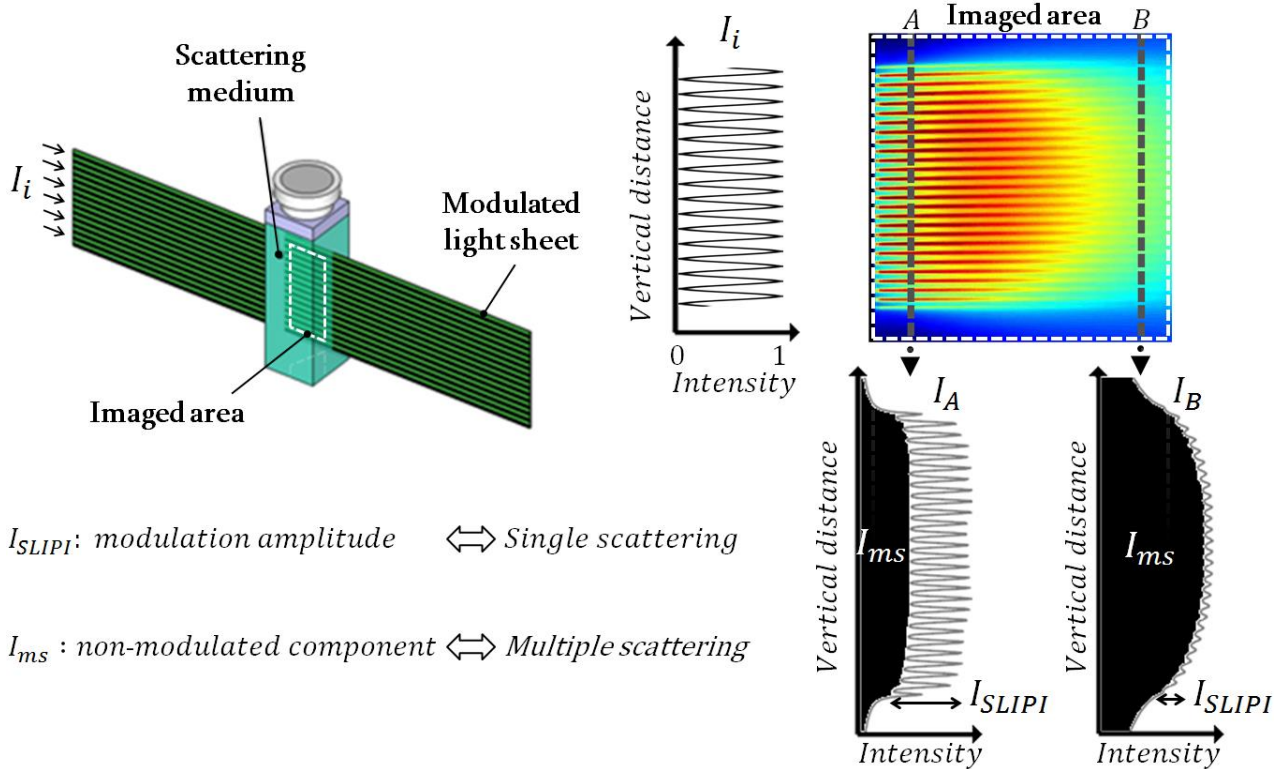 Scattering
medium
I_i
Modulated
light sheet
Imaged area
I_i
Vertical distance
0 1
Intensity
Imaged area
A B
I_A
Vertical distance
I_ms
I_SLIPI
Intensity
I_B
Vertical distance
I_ms
I_SLIPI
Intensity
I_SLIPI: modulation amplitude ⇔ Single scattering
I_ms : non-modulated component ⇔ Multiple scattering